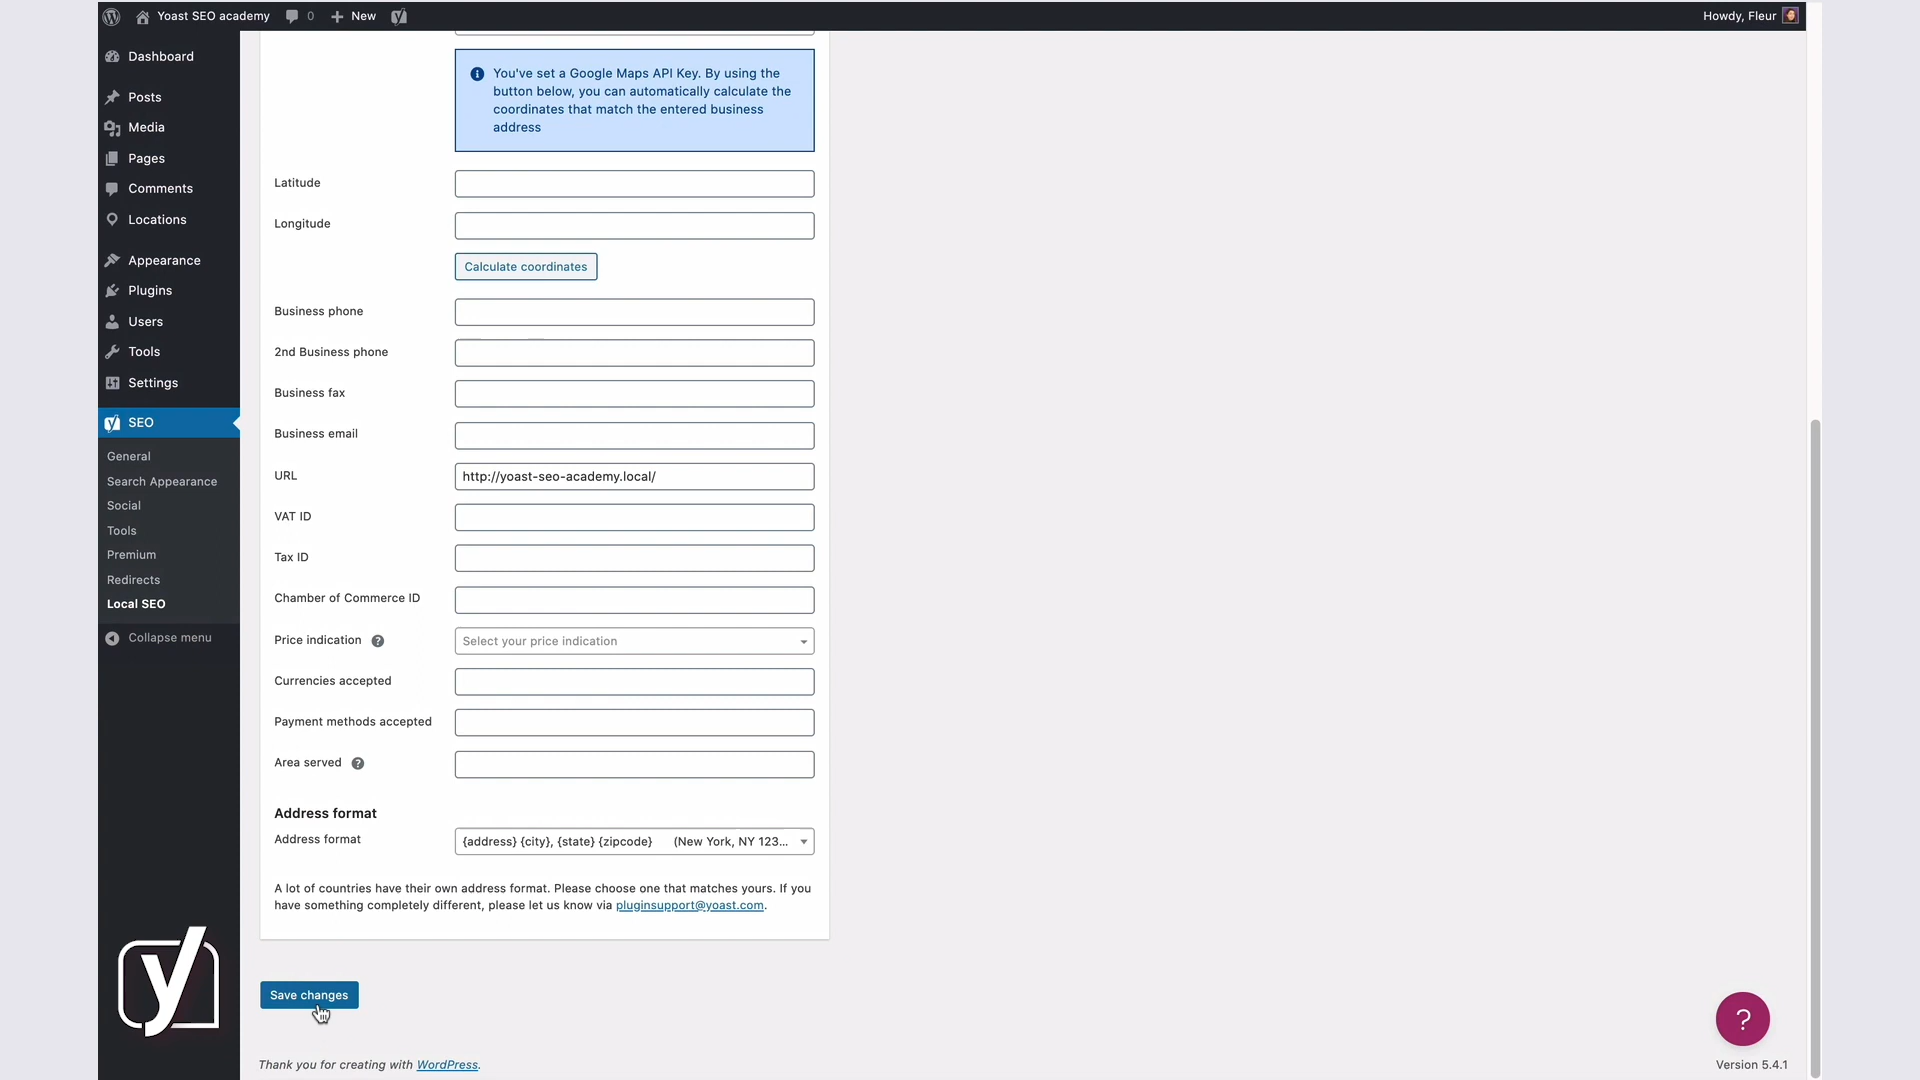 Yoast SEO academy
0
New
Howdy, Fleur
Dashboard
Posts
Media
Pages
Comments
Locations
Appearance
Plugins
Users
Tools
Settings
SEO
General
Search Appearance
Social
Tools
Premium
Redirects
Local SEO
Collapse menu
You've set a Google Maps API Key. By using the
button below, you can automatically calculate the
coordinates that match the entered business
address
Latitude
Longitude
Calculate coordinates
Business phone
2nd Business phone
Business fax
Business email
URL http://yoast-seo-academy.local/
VAT ID
Tax ID
Chamber of Commerce ID
Price indication ? Select your price indication
Currencies accepted
Payment methods accepted
Area served ?
Address format
Address format {address} {city}, {state} {zipcode} (New York, NY 123...
A lot of countries have their own address format. Please choose one that matches yours. If you
have something completely different, please let us know via pluginsupport@yoast.com.
Save changes
?
y
Thank you for creating with WordPress.
Version 5.4.1